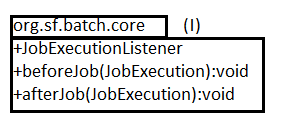 org.sf.batch.core (I)
+JobExecutionListener
+beforeJob(JobExecution):void
+afterJob(JobExecution):void